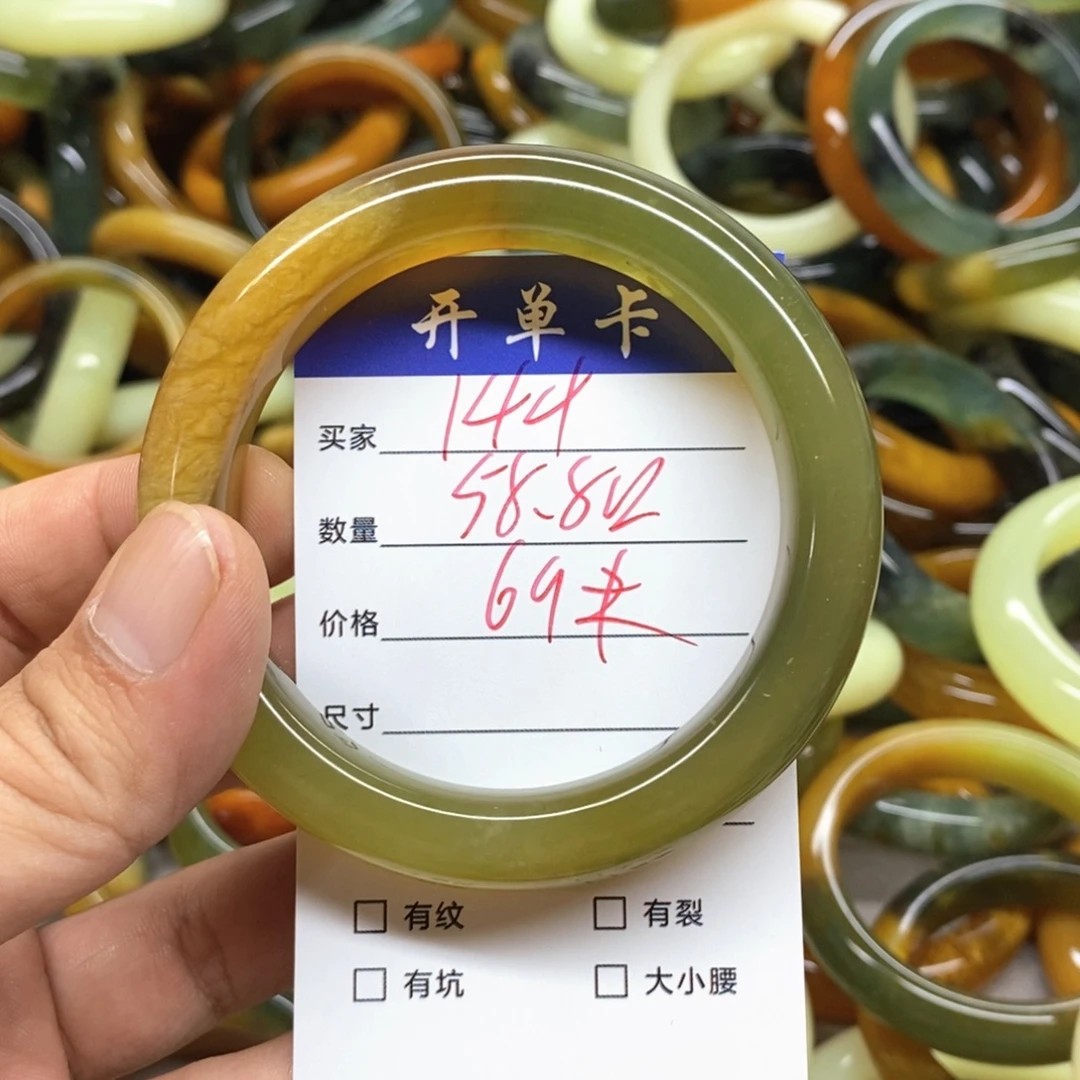 开单卡
买家 144
数量 58.8
价格 69
尺寸
□ 有纹 □ 有裂
□ 有坑 □ 大小腰